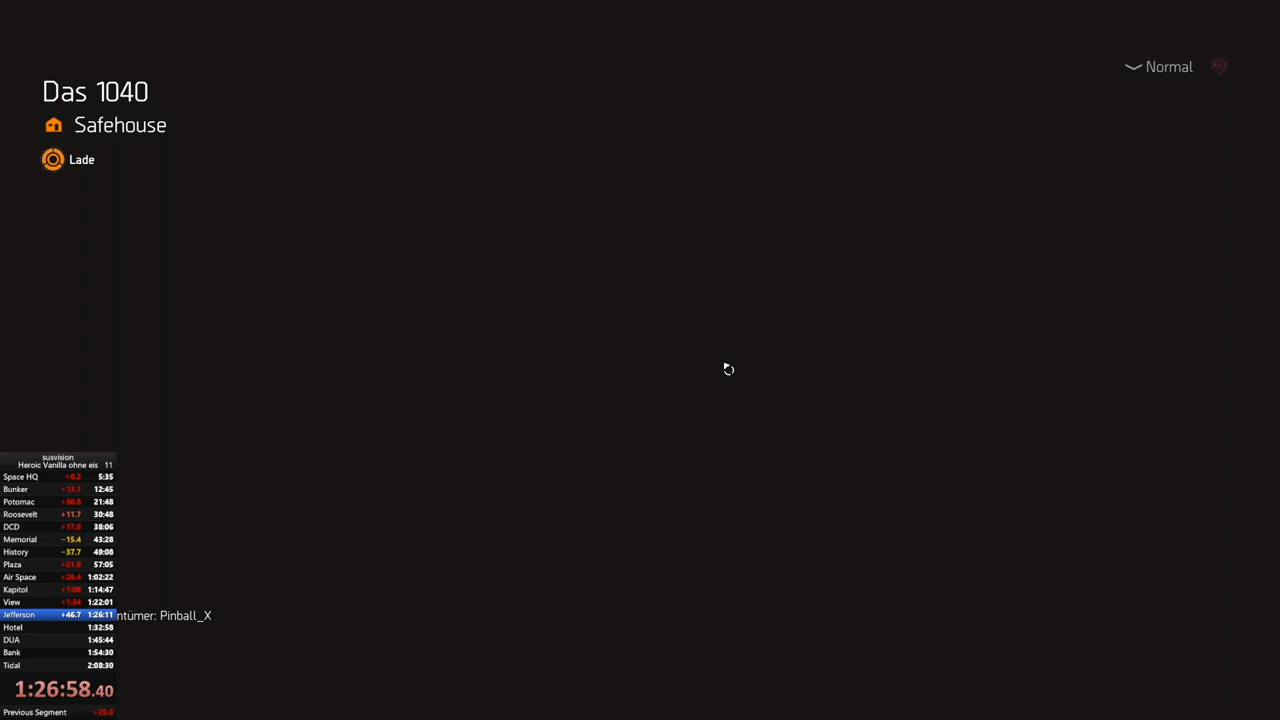 Das 1040
Normal
Safehouse
Lade
susvision
Heroic Vanilla ohne eis 11
Space HQ +0.2 5:35
Bunker +13.1 12:45
Potomac +30.8 21:48
Roosevelt +11.7 30:48
DCD +17.8 38:06
Memorial −15.4 43:28
History −37.7 49:08
Plaza +21.8 57:05
Air Space +26.4 1:02:22
Kapitol +1:09 1:14:47
View +1:34 1:22:01
Jefferson +46.7 1:26:11
ntümer: Pinball_X
Hotel 1:32:58
DUA 1:45:44
Bank 1:54:30
Tidal 2:08:30
1:26:58.40
Previous Segment +25.0